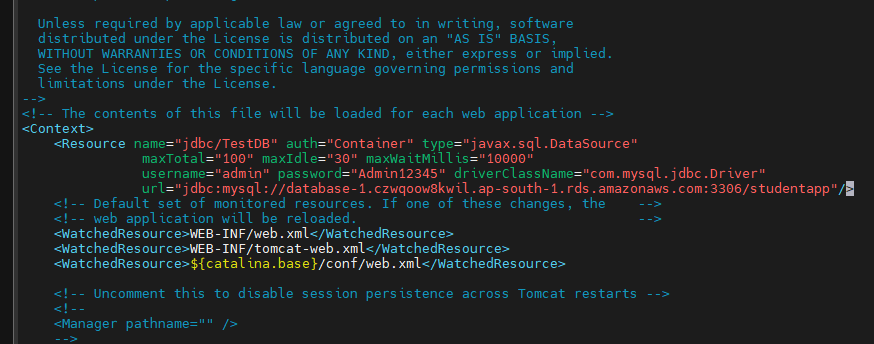 Unless required by applicable law or agreed to in writing, software
distributed under the License is distributed on an "AS IS" BASIS,
WITHOUT WARRANTIES OR CONDITIONS OF ANY KIND, either express or implied.
See the License for the specific language governing permissions and
limitations under the License.
-->
<!-- The contents of this file will be loaded for each web application -->
<Context>
<Resource name="jdbc/TestDB" auth="Container" type="javax.sql.DataSource"
maxTotal="100" maxIdle="30" maxWaitMillis="10000"
username="admin" password="Admin12345" driverClassName="com.mysql.jdbc.Driver"
url="jdbc:mysql://database-1.czwqoow8kwil.ap-south-1.rds.amazonaws.com:3306/studentapp"/>
<!-- Default set of monitored resources. If one of these changes, the -->
<!-- web application will be reloaded. -->
<WatchedResource>WEB-INF/web.xml</WatchedResource>
<WatchedResource>WEB-INF/tomcat-web.xml</WatchedResource>
<WatchedResource>${catalina.base}/conf/web.xml</WatchedResource>
<!-- Uncomment this to disable session persistence across Tomcat restarts -->
<!--
<Manager pathname="" />
-->